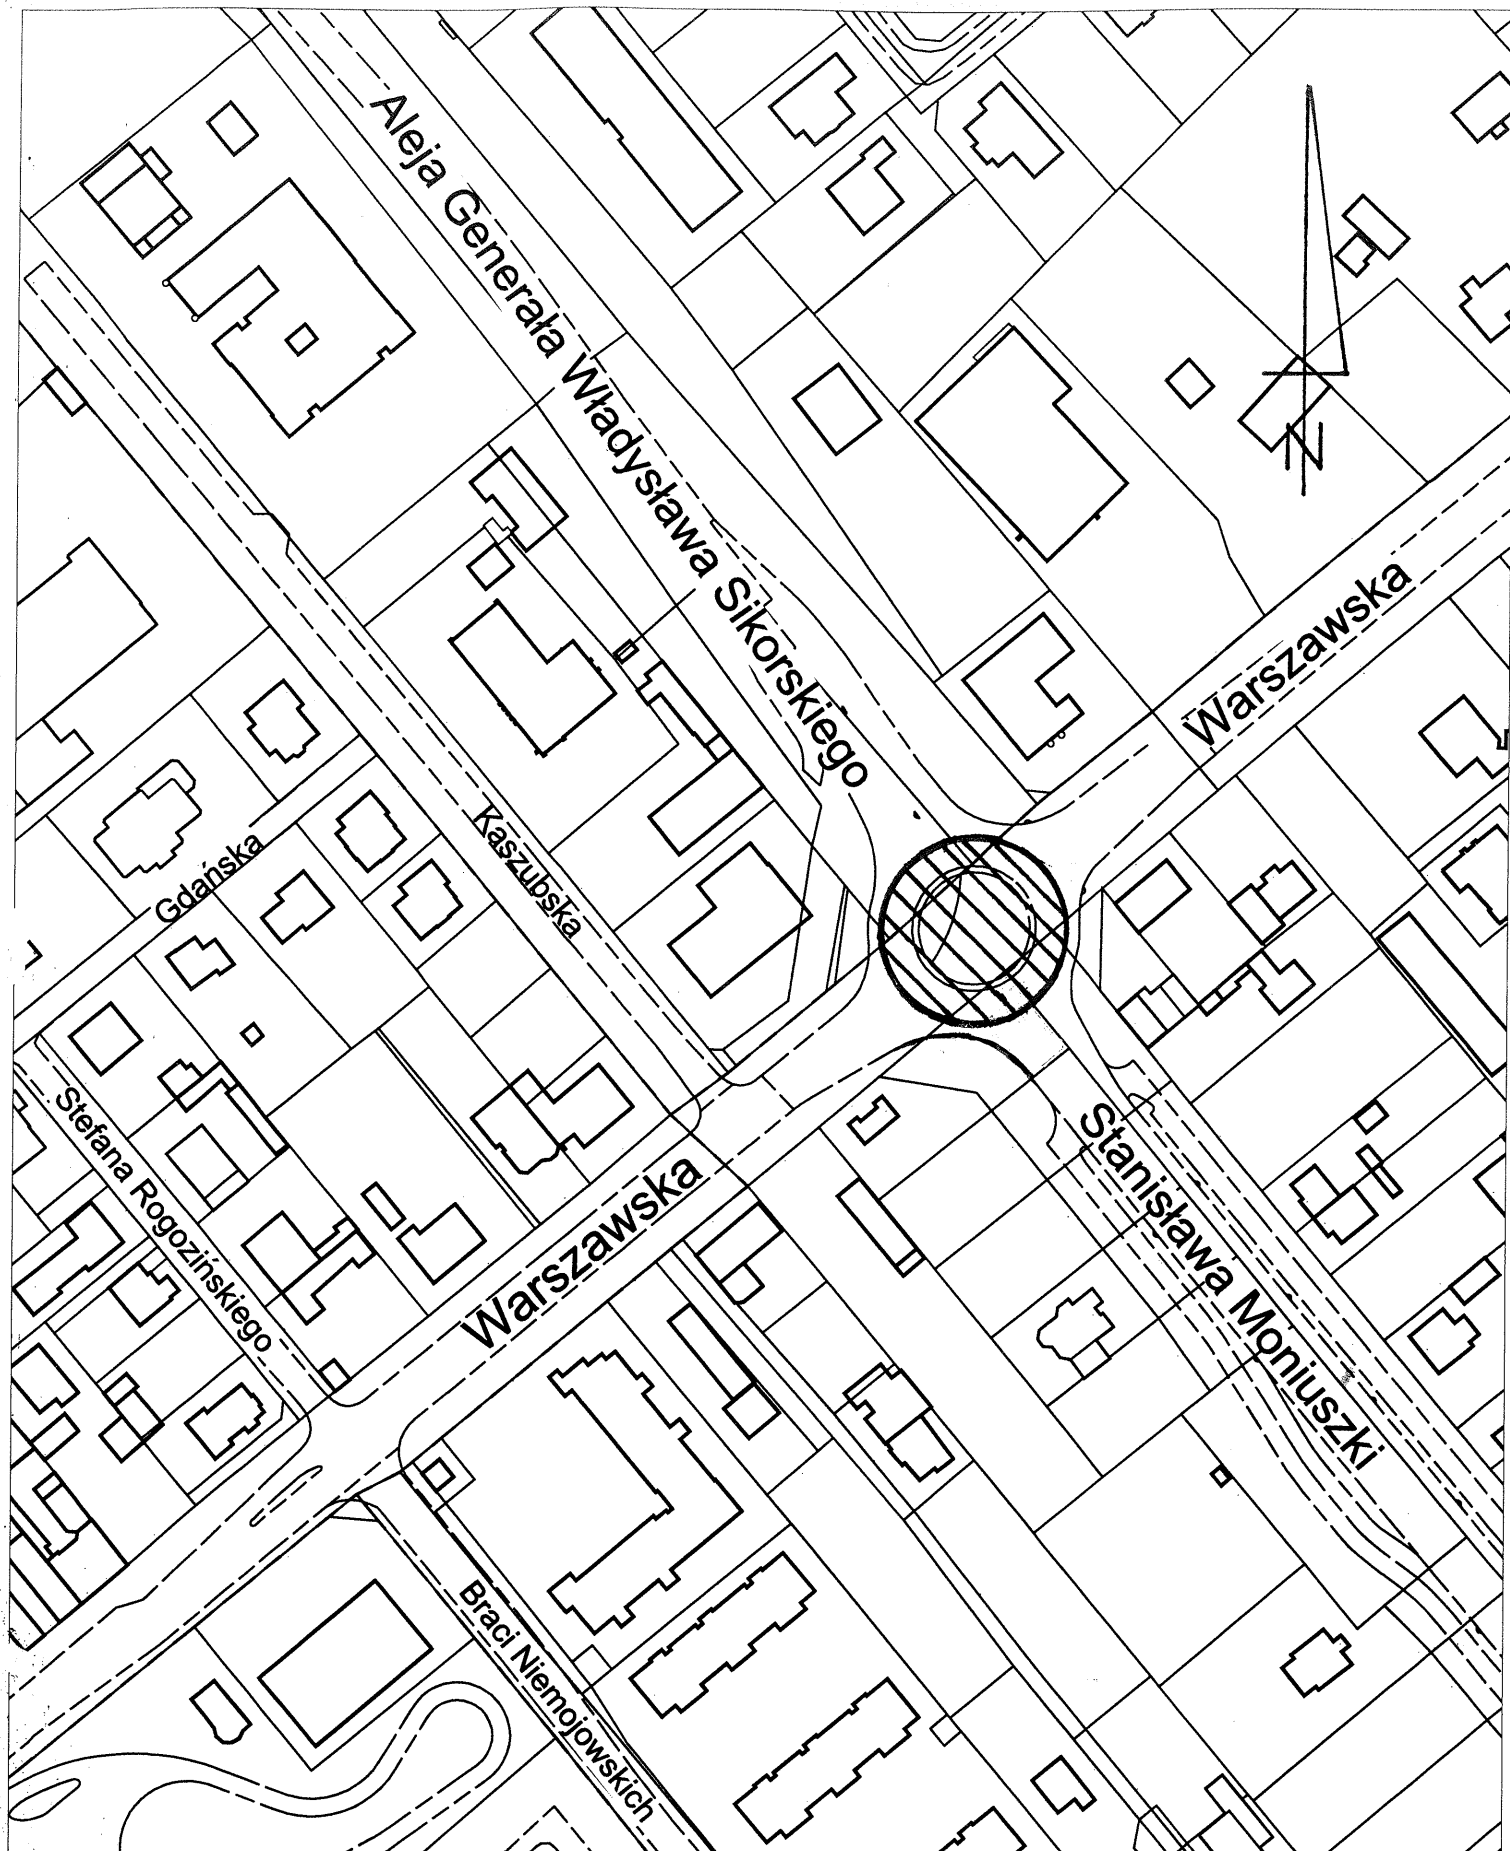 Aleja Generała Władysława Sikorskiego
N
Warszawska
Kaszubska
Gdańska
Stefana Rogozińskiego
Warszawska
Stanisława Moniuszki
Braci Niemojowskich